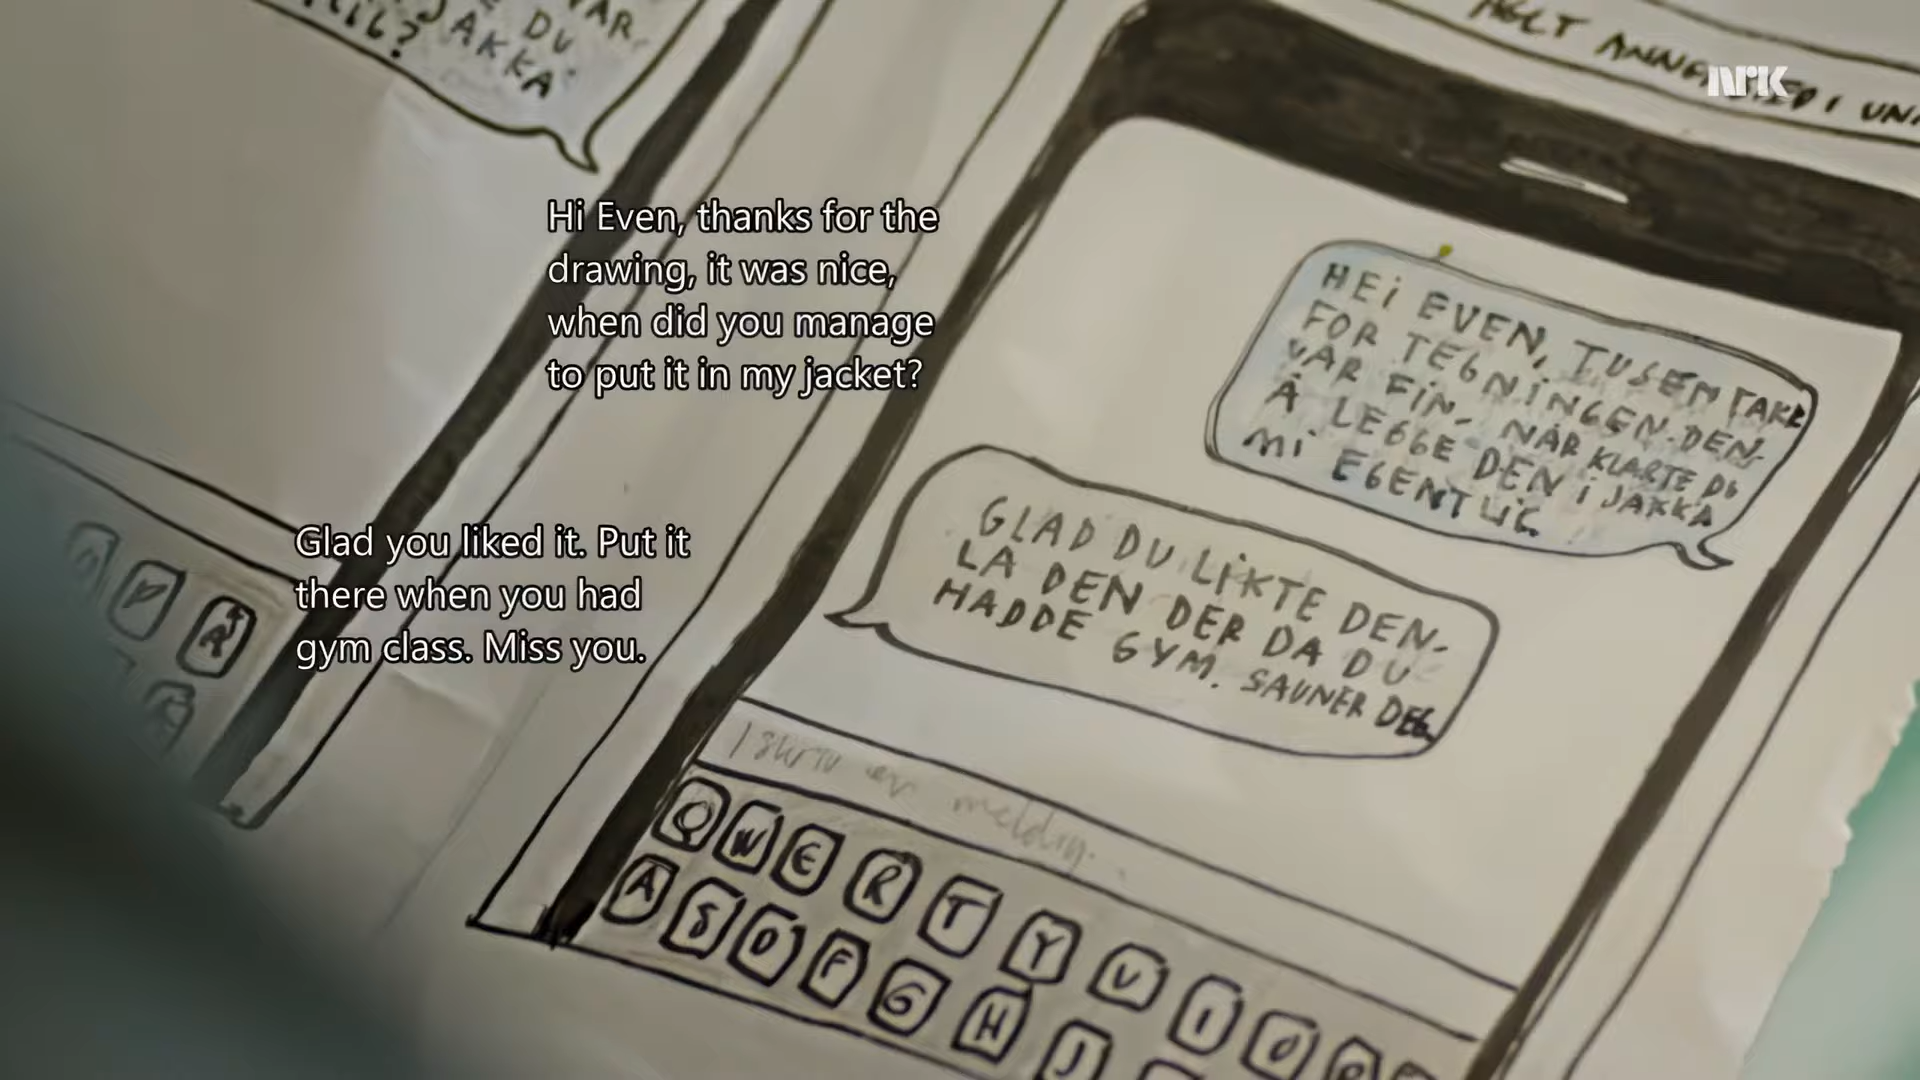 VAR.
DU
JAKKA
HELT
NRK
I
HEI EVEN, TUSEN TAKK
FOR TEGNINGEN. DEN
VAR FIN. NÅR KLARTE DU
Å LEGGE DEN I JAKKA
MI EGENTLIG.
Hi Even, thanks for the
drawing, it was nice,
when did you manage
to put it in my jacket?
GLAD DU LIKTE DEN.
LA DEN DER DA DU
HADDE GYM. SAVNER DEG
Glad you liked it. Put it
there when you had
gym class. Miss you.
Q W E R T Y U I O P
A S D F G H J